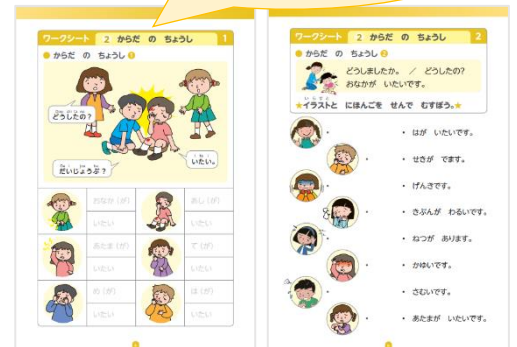 ワークシート 2 からだ の ちょうし 1
● からだ の ちょうし ❶
どうしたの?
だいじょうぶ?
いたい。
おなか(が) いたい
あし(が) いたい
あたま(が) いたい
て(が) いたい
め(が) いたい
は(が) いたい
ワークシート 2 からだ の ちょうし 2
● からだ の ちょうし ❷
どうしましたか。 / どうしたの?
おなかが いたいです。
★イラストと にほんごを せんで むすぼう。★
・ はが いたいです。
・ せきが でます。
・ げんきです。
・ きぶんが わるいです。
・ ねつが あります。
・ かゆいです。
・ さむいです。
・ あたまが いたいです。